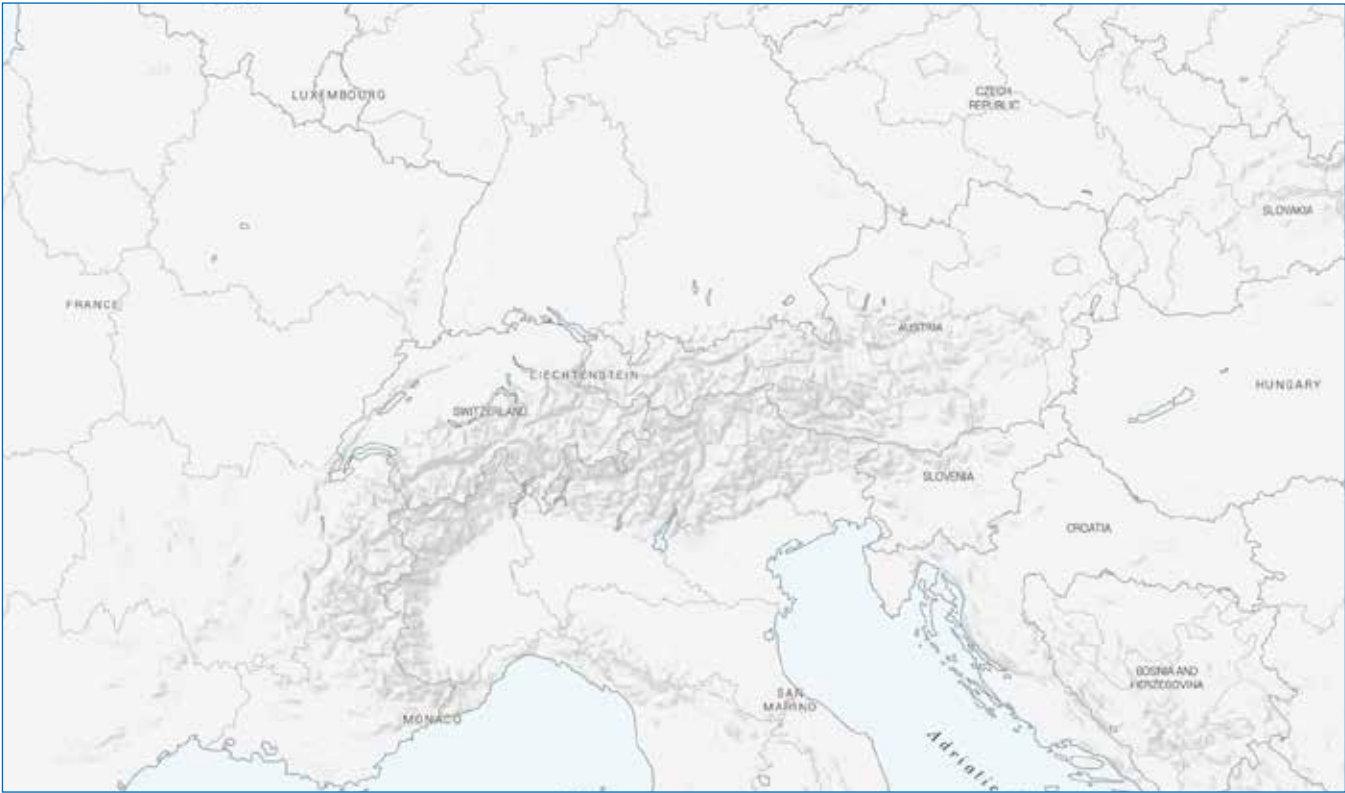 LUXEMBOURG
CZECH
REPUBLIC
SLOVAKIA
FRANCE
AUSTRIA
LIECHTENSTEIN
HUNGARY
SWITZERLAND
SLOVENIA
CROATIA
BOSNIA AND
HERZEGOVINA
SAN
MARINO
MONACO
Adriatic